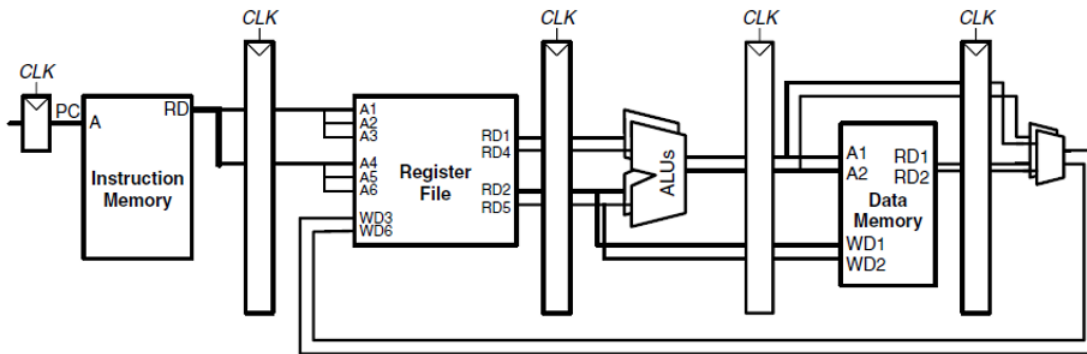 CLK
CLK
CLK
CLK
CLK
PC
A
RD
Instruction
Memory
A1
A2
A3
A4
A5
A6
WD3
WD6
Register
File
RD1
RD4
RD2
RD5
ALUs
A1
A2
RD1
RD2
Data
Memory
WD1
WD2